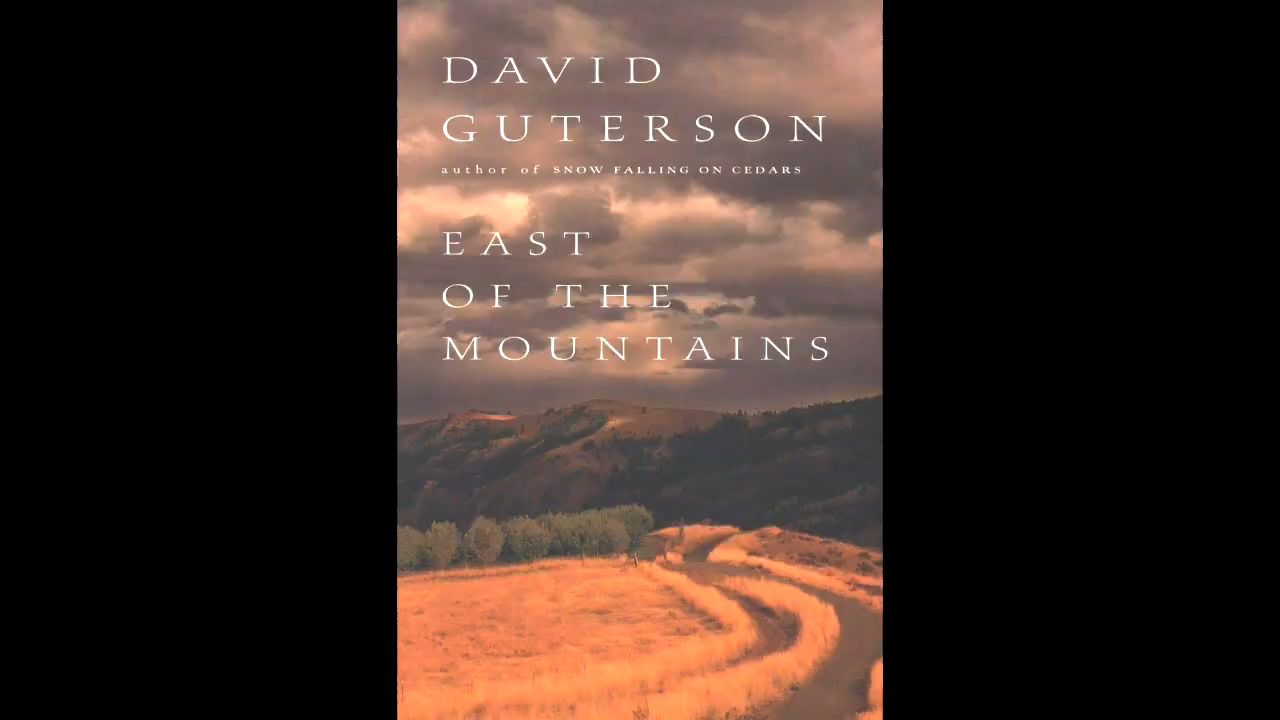 DAVID
GUTERSON
author of SNOW FALLING ON CEDARS
EAST
OF THE
MOUNTAINS